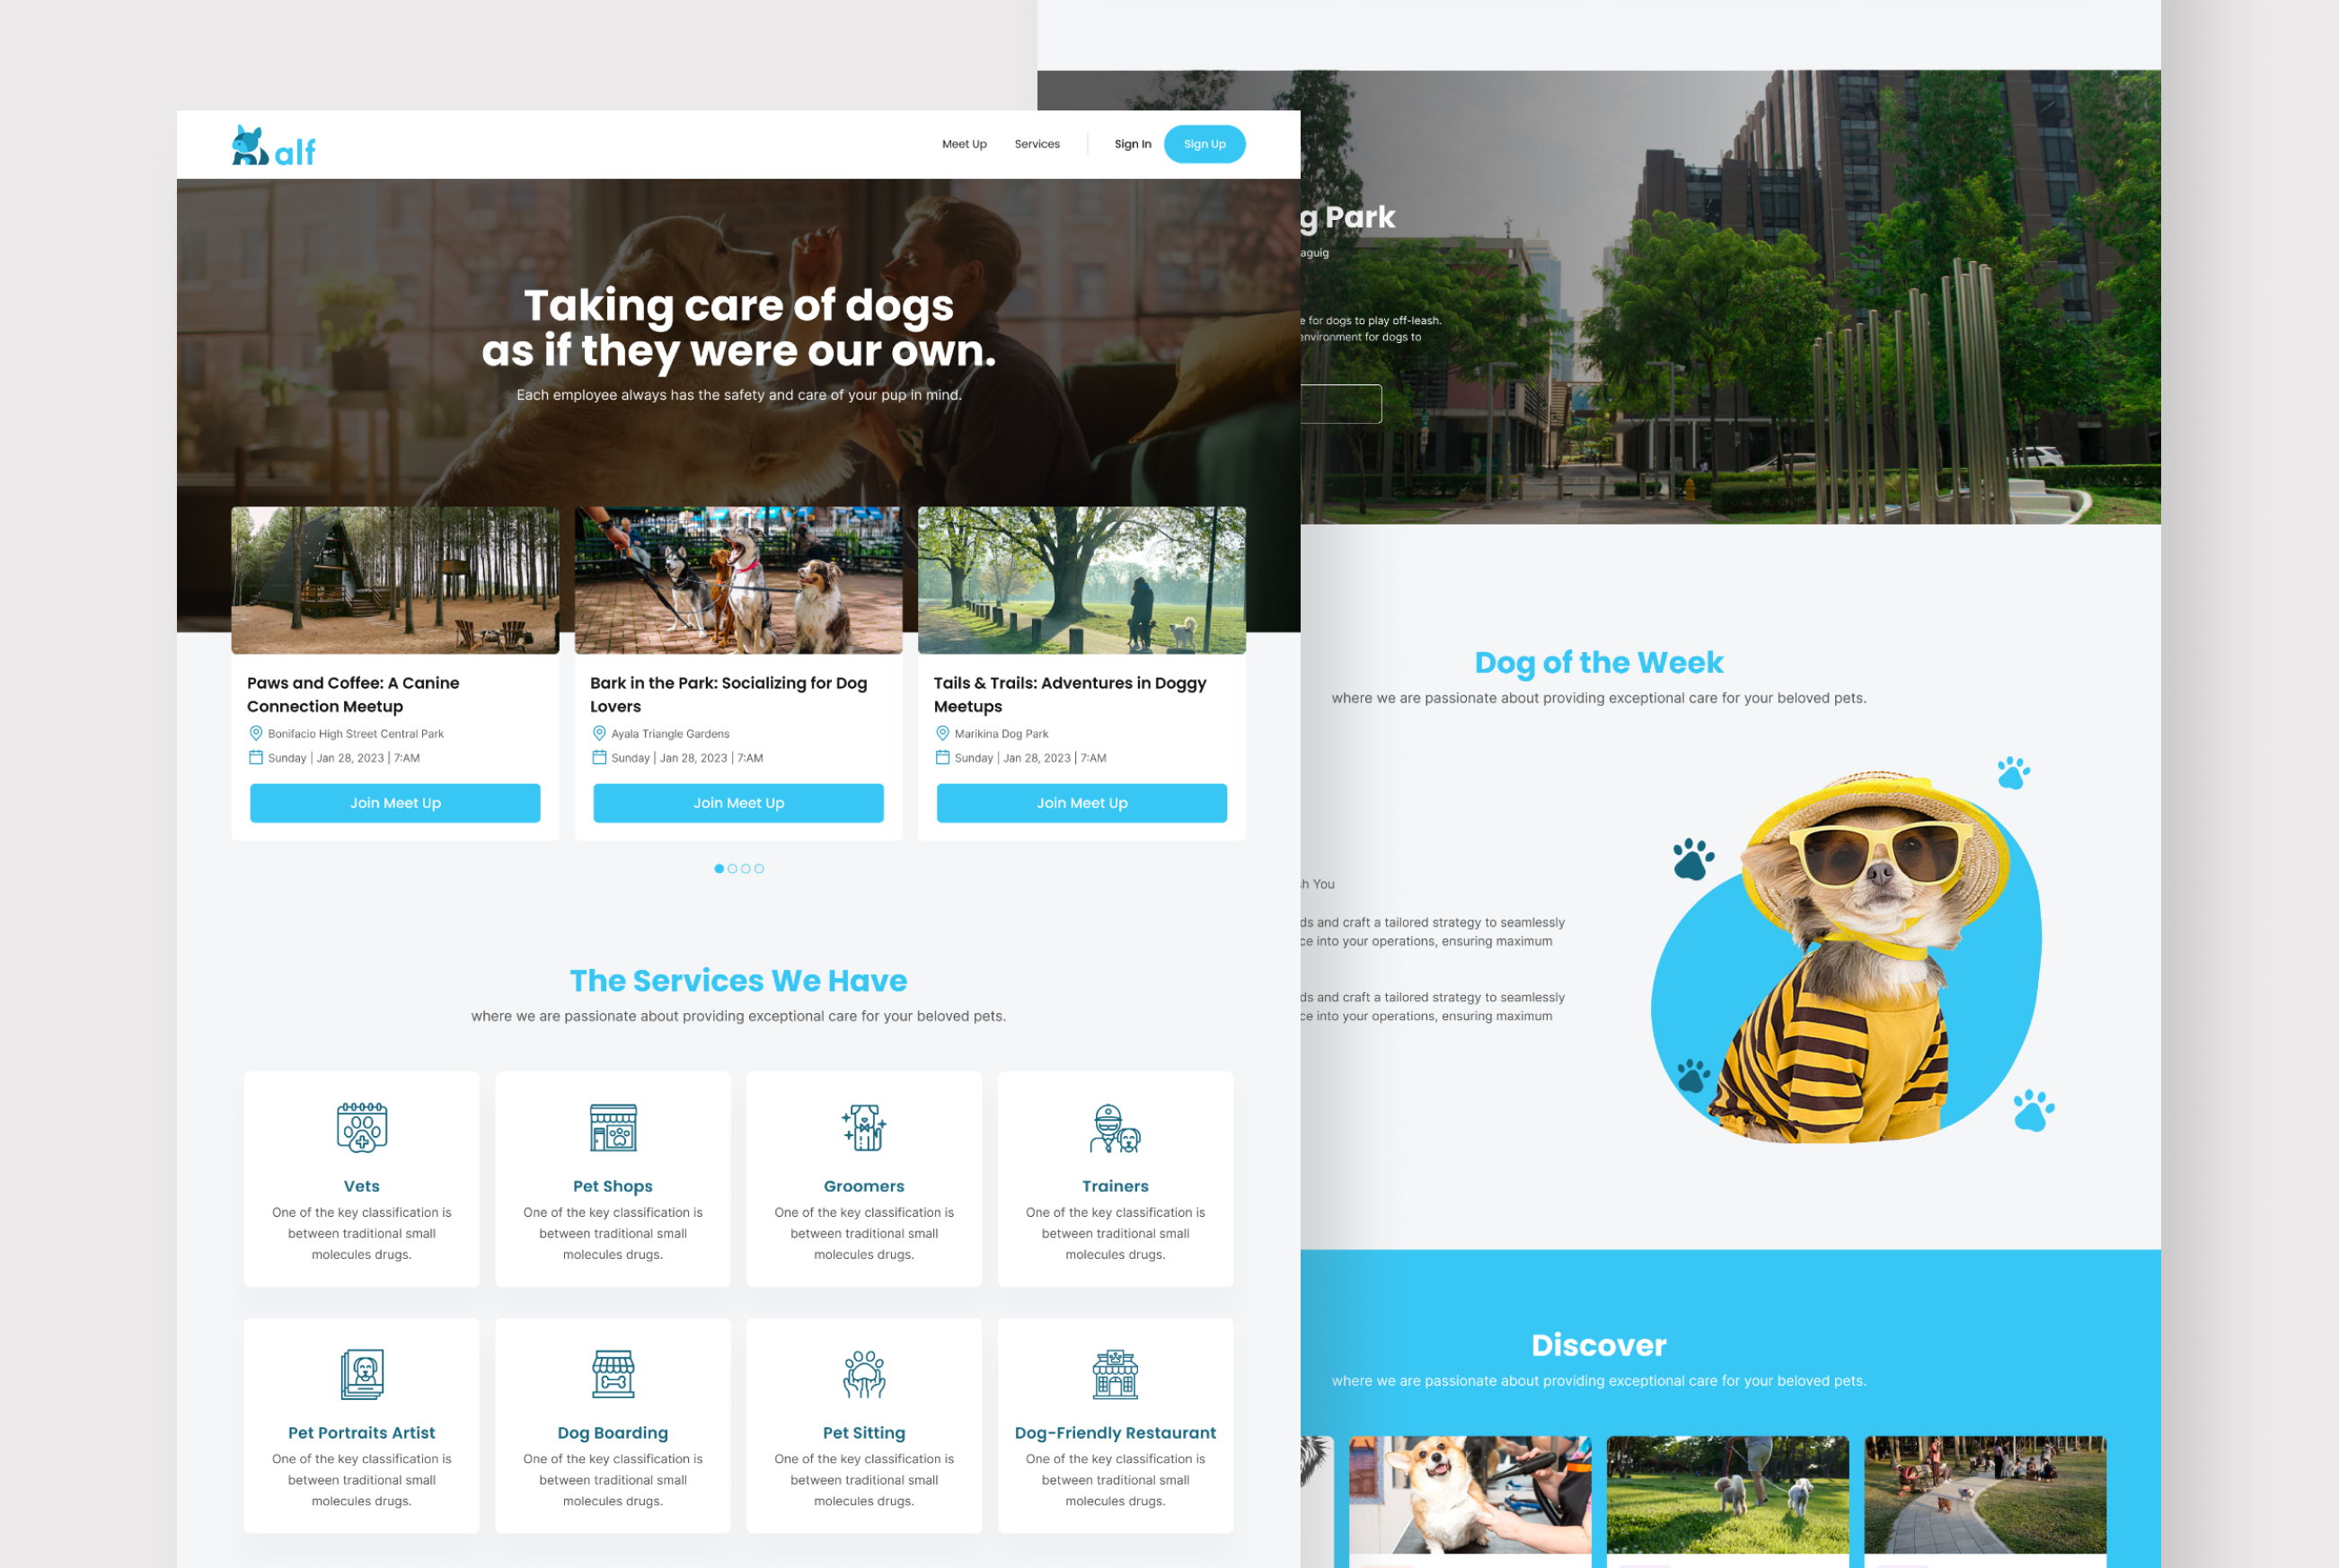 alf
Meet Up
Services
Sign In
Sign Up
Taking care of dogs
as if they were our own.
Each employee always has the safety and care of your pup in mind.
Paws and Coffee: A Canine
Connection Meetup
Bonifacio High Street Central Park
Sunday | Jan 28, 2023 | 7:AM
Join Meet Up
Bark in the Park: Socializing for Dog
Lovers
Ayala Triangle Gardens
Sunday | Jan 28, 2023 | 7:AM
Join Meet Up
Tails & Trails: Adventures in Doggy
Meetups
Marikina Dog Park
Sunday | Jan 28, 2023 | 7:AM
Join Meet Up
The Services We Have
where we are passionate about providing exceptional care for your beloved pets.
Vets
One of the key classification is
between traditional small
molecules drugs.
Pet Shops
One of the key classification is
between traditional small
molecules drugs.
Groomers
One of the key classification is
between traditional small
molecules drugs.
Trainers
One of the key classification is
between traditional small
molecules drugs.
Pet Portraits Artist
One of the key classification is
between traditional small
molecules drugs.
Dog Boarding
One of the key classification is
between traditional small
molecules drugs.
Pet Sitting
One of the key classification is
between traditional small
molecules drugs.
Dog-Friendly Restaurant
One of the key classification is
between traditional small
molecules drugs.
g Park
aguig
e for dogs to play off-leash.
environment for dogs to
Dog of the Week
where we are passionate about providing exceptional care for your beloved pets.
h You
ds and craft a tailored strategy to seamlessly
ce into your operations, ensuring maximum
ds and craft a tailored strategy to seamlessly
ce into your operations, ensuring maximum
Discover
where we are passionate about providing exceptional care for your beloved pets.